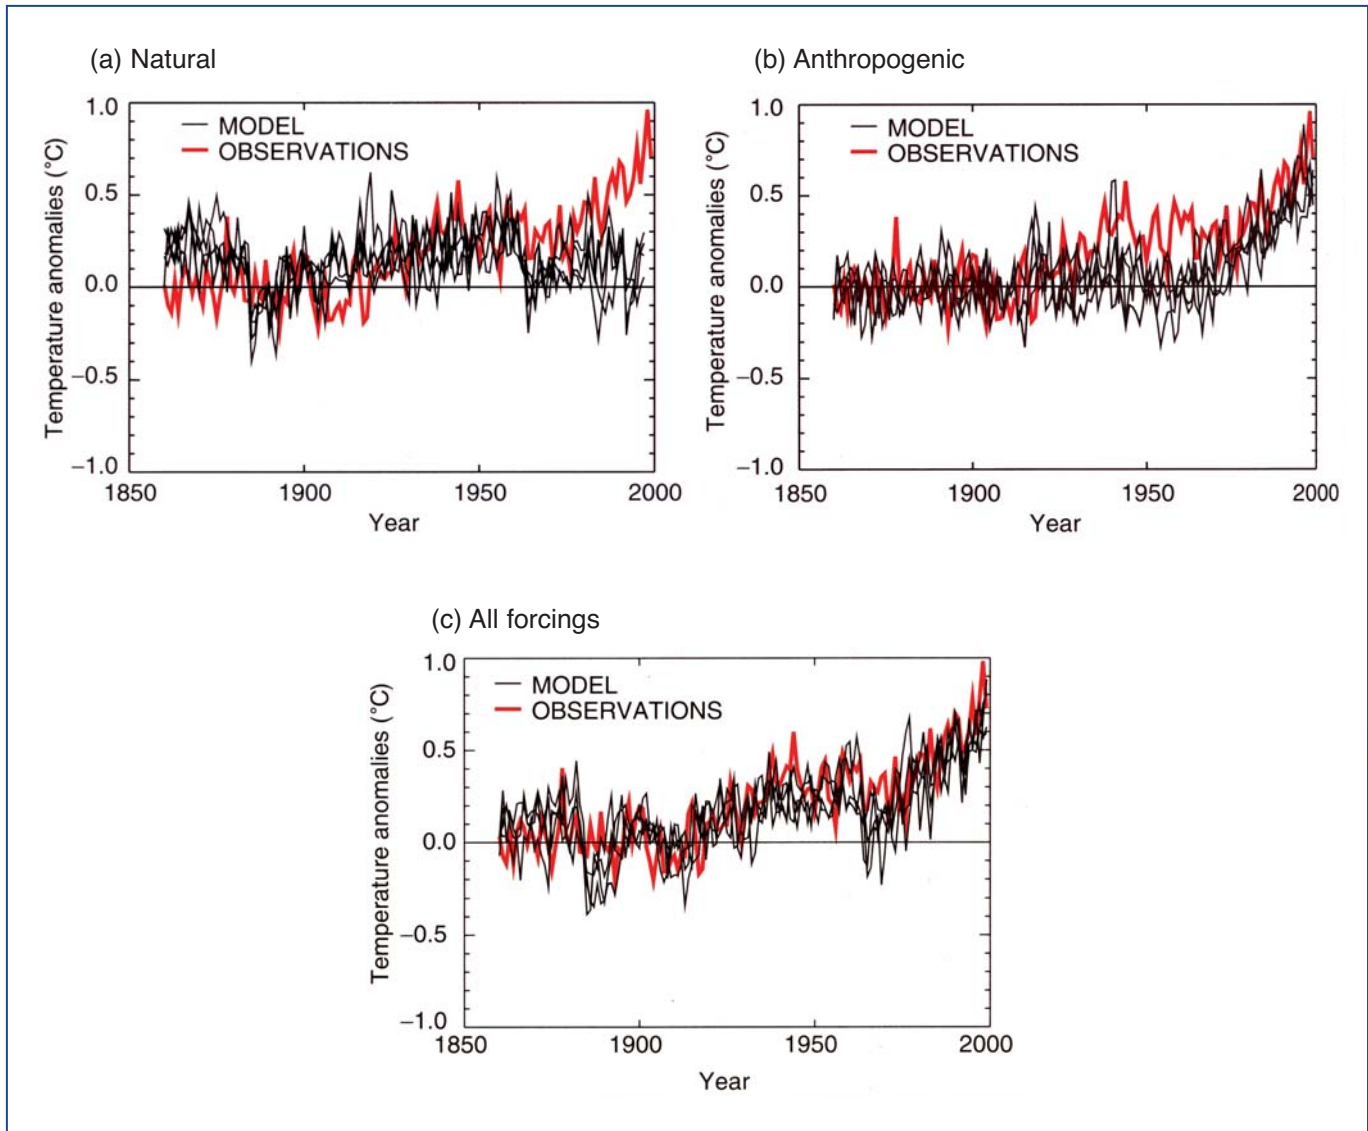 (a) Natural
1.0
0.5
0.0
−0.5
−1.0
Temperature anomalies (°C)
MODEL
OBSERVATIONS
1850
1900
1950
2000
Year
(b) Anthropogenic
1.0
0.5
0.0
−0.5
−1.0
Temperature anomalies (°C)
MODEL
OBSERVATIONS
1850
1900
1950
2000
Year
(c) All forcings
1.0
0.5
0.0
−0.5
−1.0
Temperature anomalies (°C)
MODEL
OBSERVATIONS
1850
1900
1950
2000
Year